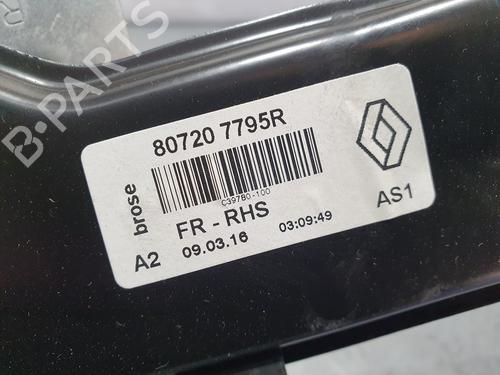 80720 7795R
C39780-100
brose
FR - RHS
A2
09.03.16
03:09:49
AS1
B-PARTS